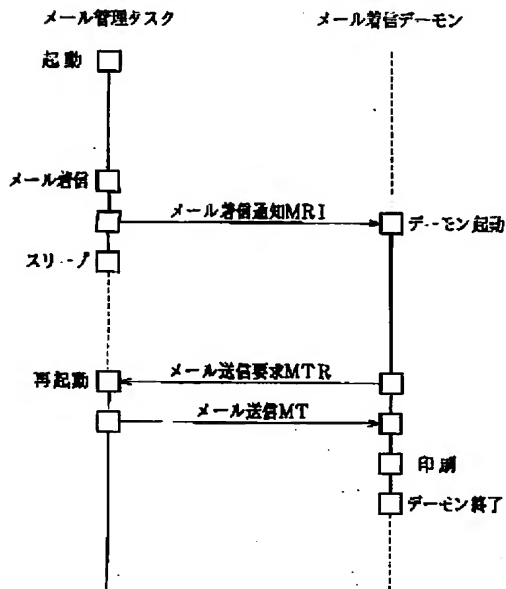 メール管理タスク
メール着信デーモン
起動
メール着信
メール着信通知MRI
デーモン起動
スリープ
再起動
メール送信要求MTR
メール送信MT
印刷
デーモン終了